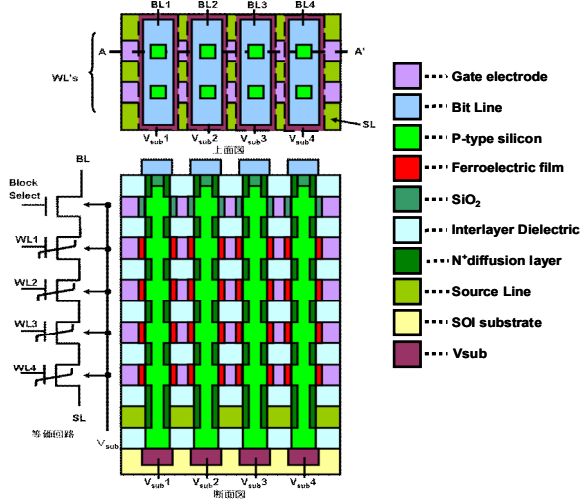 BL1 BL2 BL3 BL4
A A'
WL's
SL
Vsub1 Vsub2 Vsub3 Vsub4
上面図
BL
Block
Select
WL1
WL2
WL3
WL4
SL
等価回路
Vsub
Vsub1 Vsub2 Vsub3 Vsub4
断面図
Gate electrode
Bit Line
P-type silicon
Ferroelectric film
SiO2
Interlayer Dielectric
N+diffusion layer
Source Line
SOI substrate
Vsub